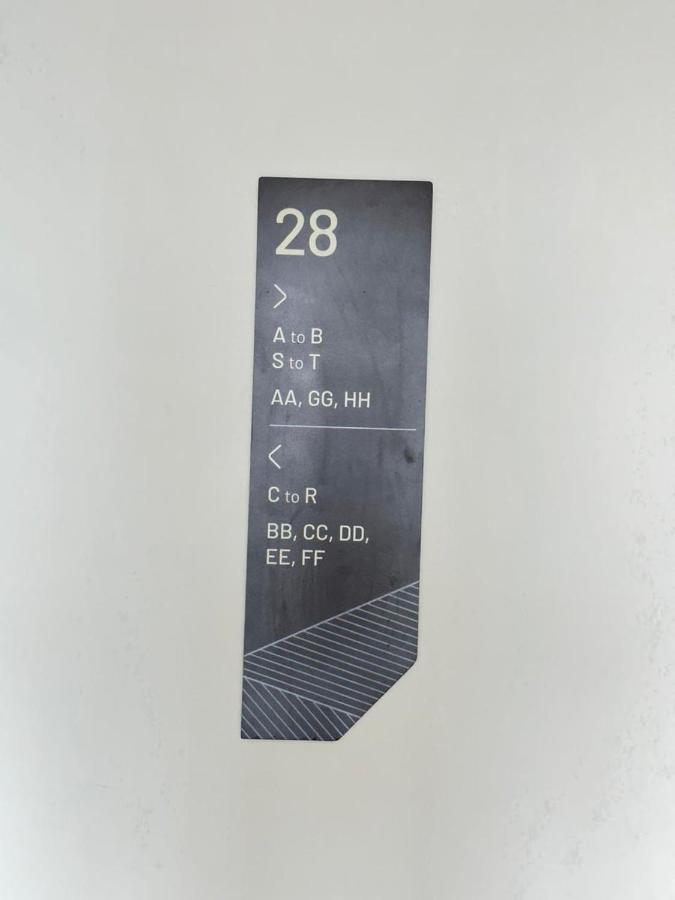 28
>
A to B
S to T
AA, GG, HH
<
C to R
BB, CC, DD,
EE, FF